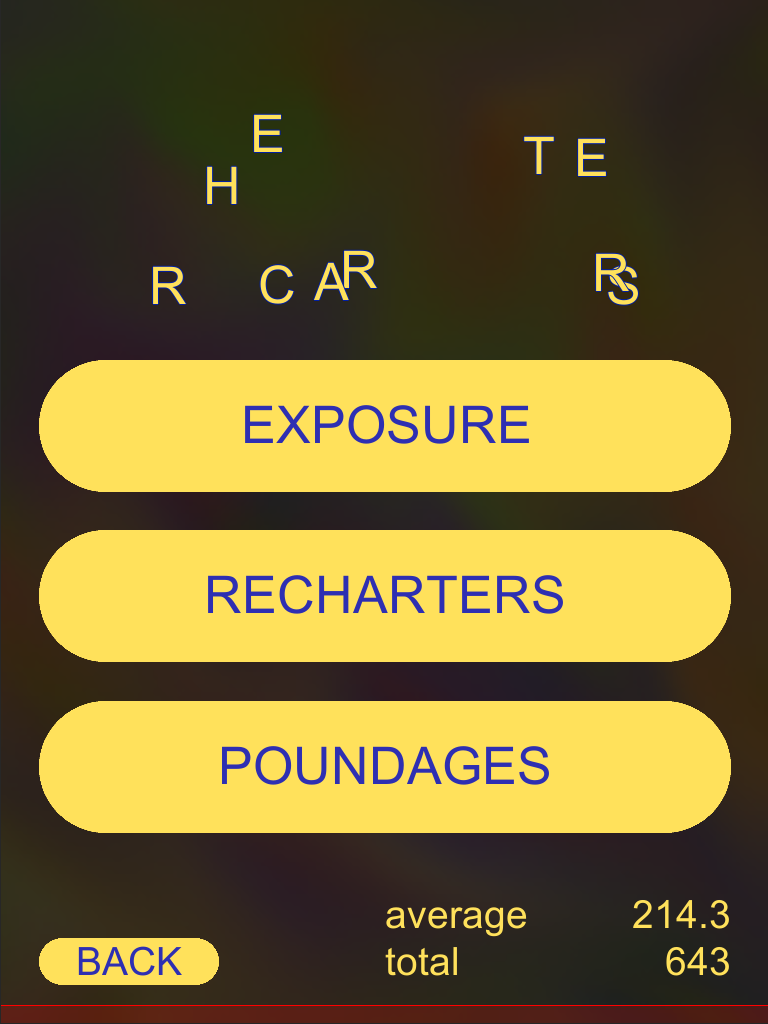 E
T E
H
R C A R
R S
EXPOSURE
RECHARTERS
POUNDAGES
average 214.3
BACK
total 643